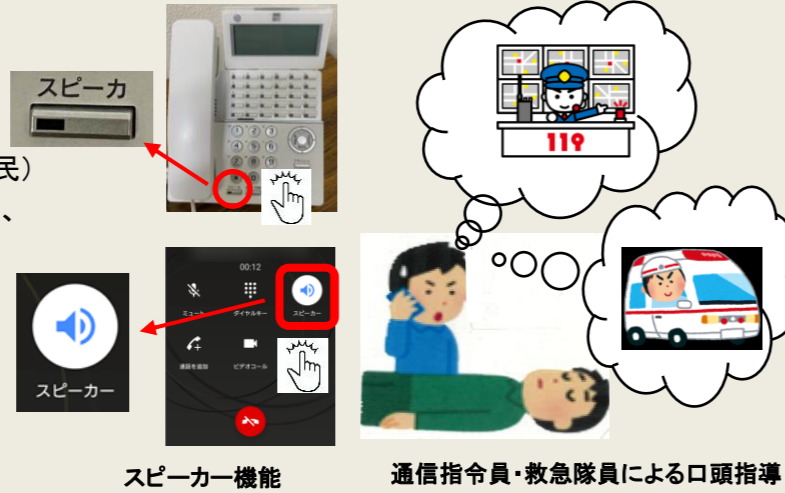 スピーカ
民）
、
119
00:12
ミュート
ダイヤルキー
スピーカー
通話を追加
ビデオコール
スピーカー
スピーカー機能
通信指令員・救急隊員による口頭指導